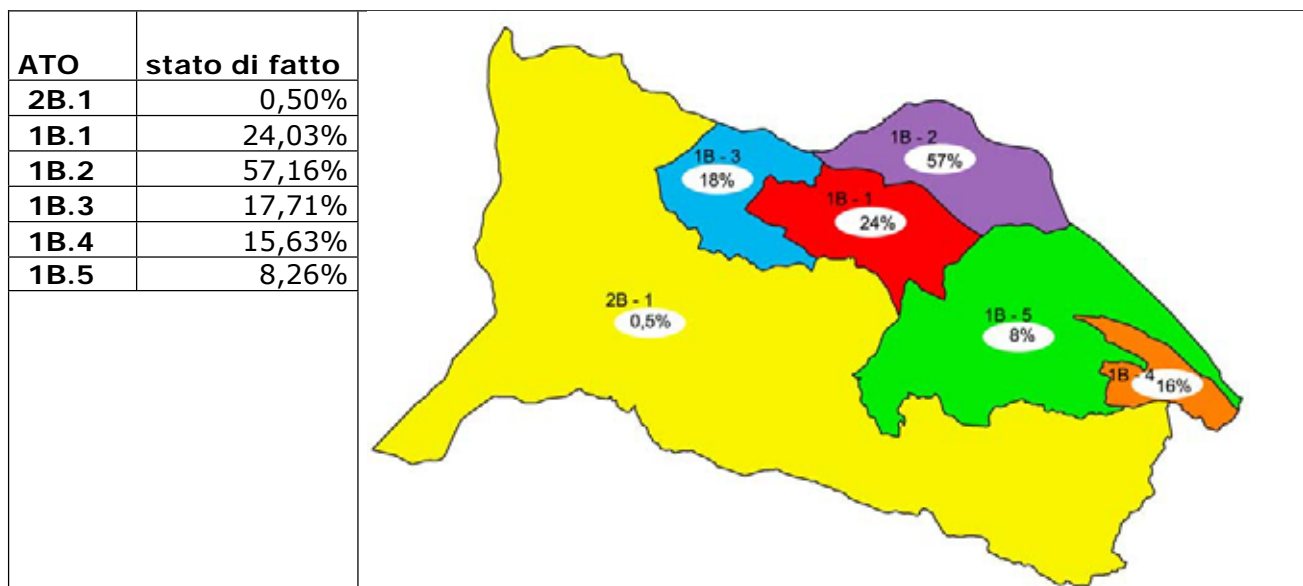 ATO stato di fatto
2B.1 0,50%
1B.1 24,03%
1B.2 57,16%
1B.3 17,71%
1B.4 15,63%
1B.5 8,26%
1B - 2
57%
1B - 3
18%
1B - 1
24%
2B - 1
0,5%
1B - 5
8%
1B - 4
16%